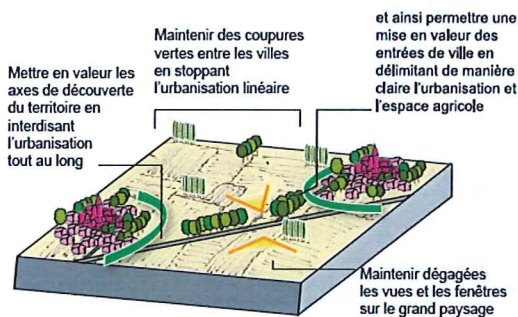 Mettre en valeur les
axes de découverte
du territoire en
interdisant
l'urbanisation
tout au long
Maintenir des coupures
vertes entre les villes
en stoppant
l'urbanisation linéaire
et ainsi permettre une
mise en valeur des
entrées de ville en
délimitant de manière
claire l'urbanisation et
l'espace agricole
Maintenir dégagées
les vues et les fenêtres
sur le grand paysage